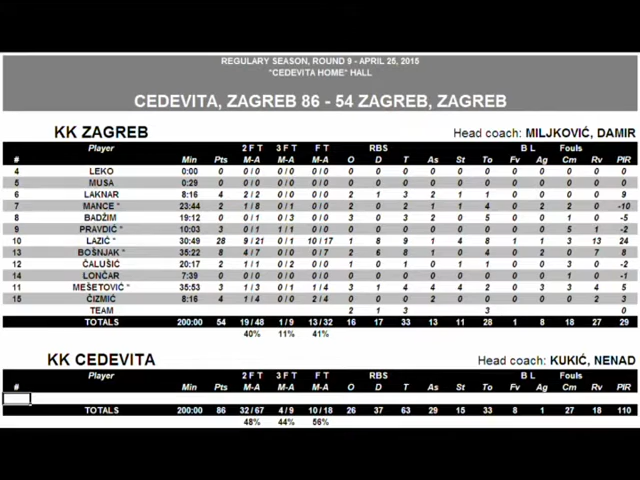 REGULARY SEASON, ROUND 9 - APRIL 25, 2015
"CEDEVITA HOME" HALL
CEDEVITA, ZAGREB 86 - 54 ZAGREB, ZAGREB
KK ZAGREB Head coach: MILJKOVIĆ, DAMIR
2 F T 3 F T F T RBS B L Fouls
# Player Min Pts M-A M-A M-A O D T As St To Fv Ag Cm Rv PIR
4 LEKO 0:00 0 0/0 0/0 0/0 0 0 0 0 0 0 0 0 0 0 0
5 MUSA 0:29 0 0/0 0/0 0/0 0 0 0 0 0 0 0 0 0 0 0
6 LAKNAR 8:16 4 2/2 0/0 0/0 2 1 3 2 1 0 0 0 1 0 9
7 MANCE * 23:44 2 1/8 0/0 0/0 2 0 2 1 1 4 0 2 2 0 -10
8 BADŽIM 19:12 0 0/1 0/3 0/0 3 0 3 2 0 5 0 0 1 0 -5
9 PRAVDIĆ * 10:03 3 0/1 1/1 0/0 0 0 0 0 0 0 0 0 5 1 -2
10 LAZIĆ * 30:49 28 9/21 0/1 10/17 1 8 9 1 4 8 1 1 3 13 24
13 BOŠNJAK * 35:22 8 4/7 0/0 0/0 2 6 8 1 0 4 0 2 0 7 8
12 ČALUŠIĆ 20:17 2 1/2 0/3 0/0 0 0 0 2 1 0 0 0 3 0 -2
14 LONČAR 7:39 0 0/0 0/0 0/0 0 0 0 0 0 0 0 0 1 0 -1
11 MEŠETOVIĆ * 35:53 3 1/3 0/1 1/0 3 1 4 4 4 2 0 3 3 4 5
15 ČIZMIĆ 8:16 4 1/4 0/0 2/4 0 0 0 2 0 0 0 0 0 2 3
TEAM 2 1 3 3 0
TOTALS 200:00 54 19/48 1/9 13/32 16 17 33 13 11 28 1 8 18 27 29
40% 11% 41%
KK CEDEVITA Head coach: KUKIĆ, NENAD
2 F T 3 F T F T RBS B L Fouls
# Player Min Pts M-A M-A M-A O D T As St To Fv Ag Cm Rv PIR
TOTALS 200:00 86 32/67 4/9 10/18 26 37 63 29 15 33 8 1 27 18 110
48% 44% 56%